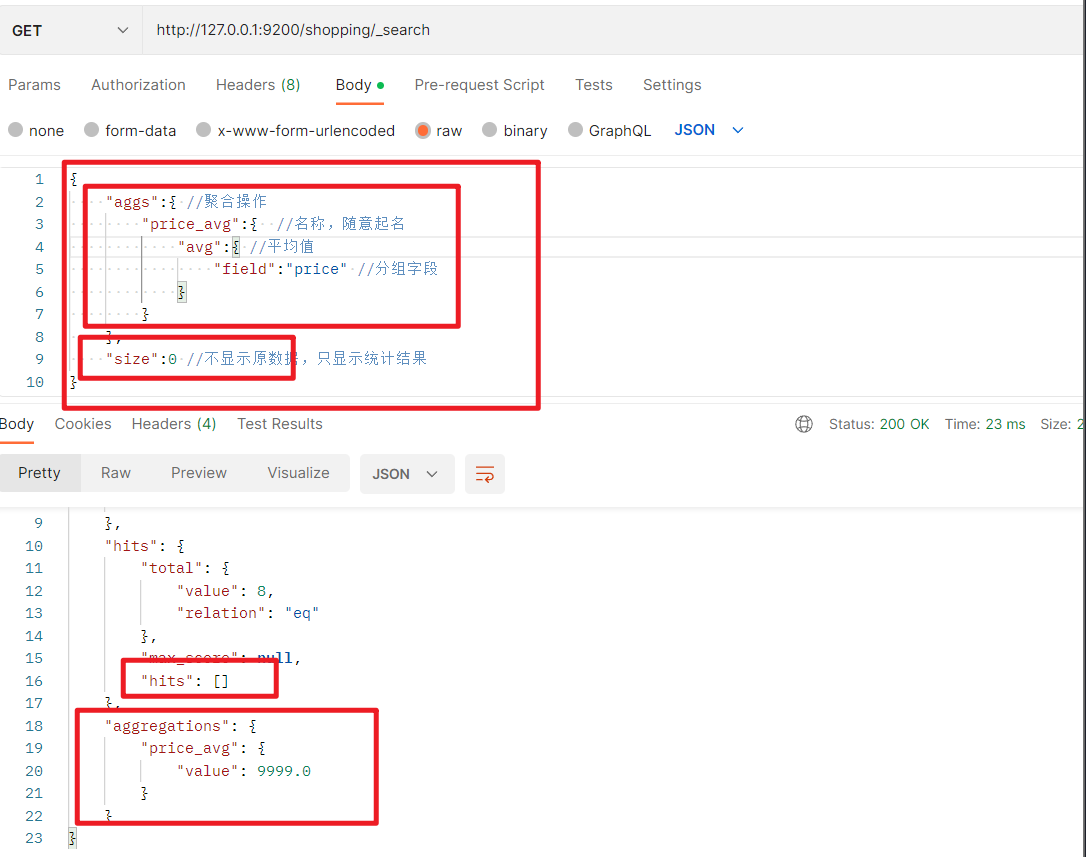 GET http://127.0.0.1:9200/shopping/_search
Params Authorization Headers (8) Body Pre-request Script Tests Settings
none form-data x-www-form-urlencoded raw binary GraphQL JSON
1 {
2 "aggs":{ //聚合操作
3 "price_avg":{ //名称，随意起名
4 "avg":{ //平均值
5 "field":"price" //分组字段
6 }
7 }
8 },
9 "size":0 //不显示原数据，只显示统计结果
10 }
Body Cookies Headers (4) Test Results Status: 200 OK Time: 23 ms Size: 2
Pretty Raw Preview Visualize JSON
9 },
10 "hits": {
11 "total": {
12 "value": 8,
13 "relation": "eq"
14 },
15 "max_score": null,
16 "hits": []
17 },
18 "aggregations": {
19 "price_avg": {
20 "value": 9999.0
21 }
22 }
23 }